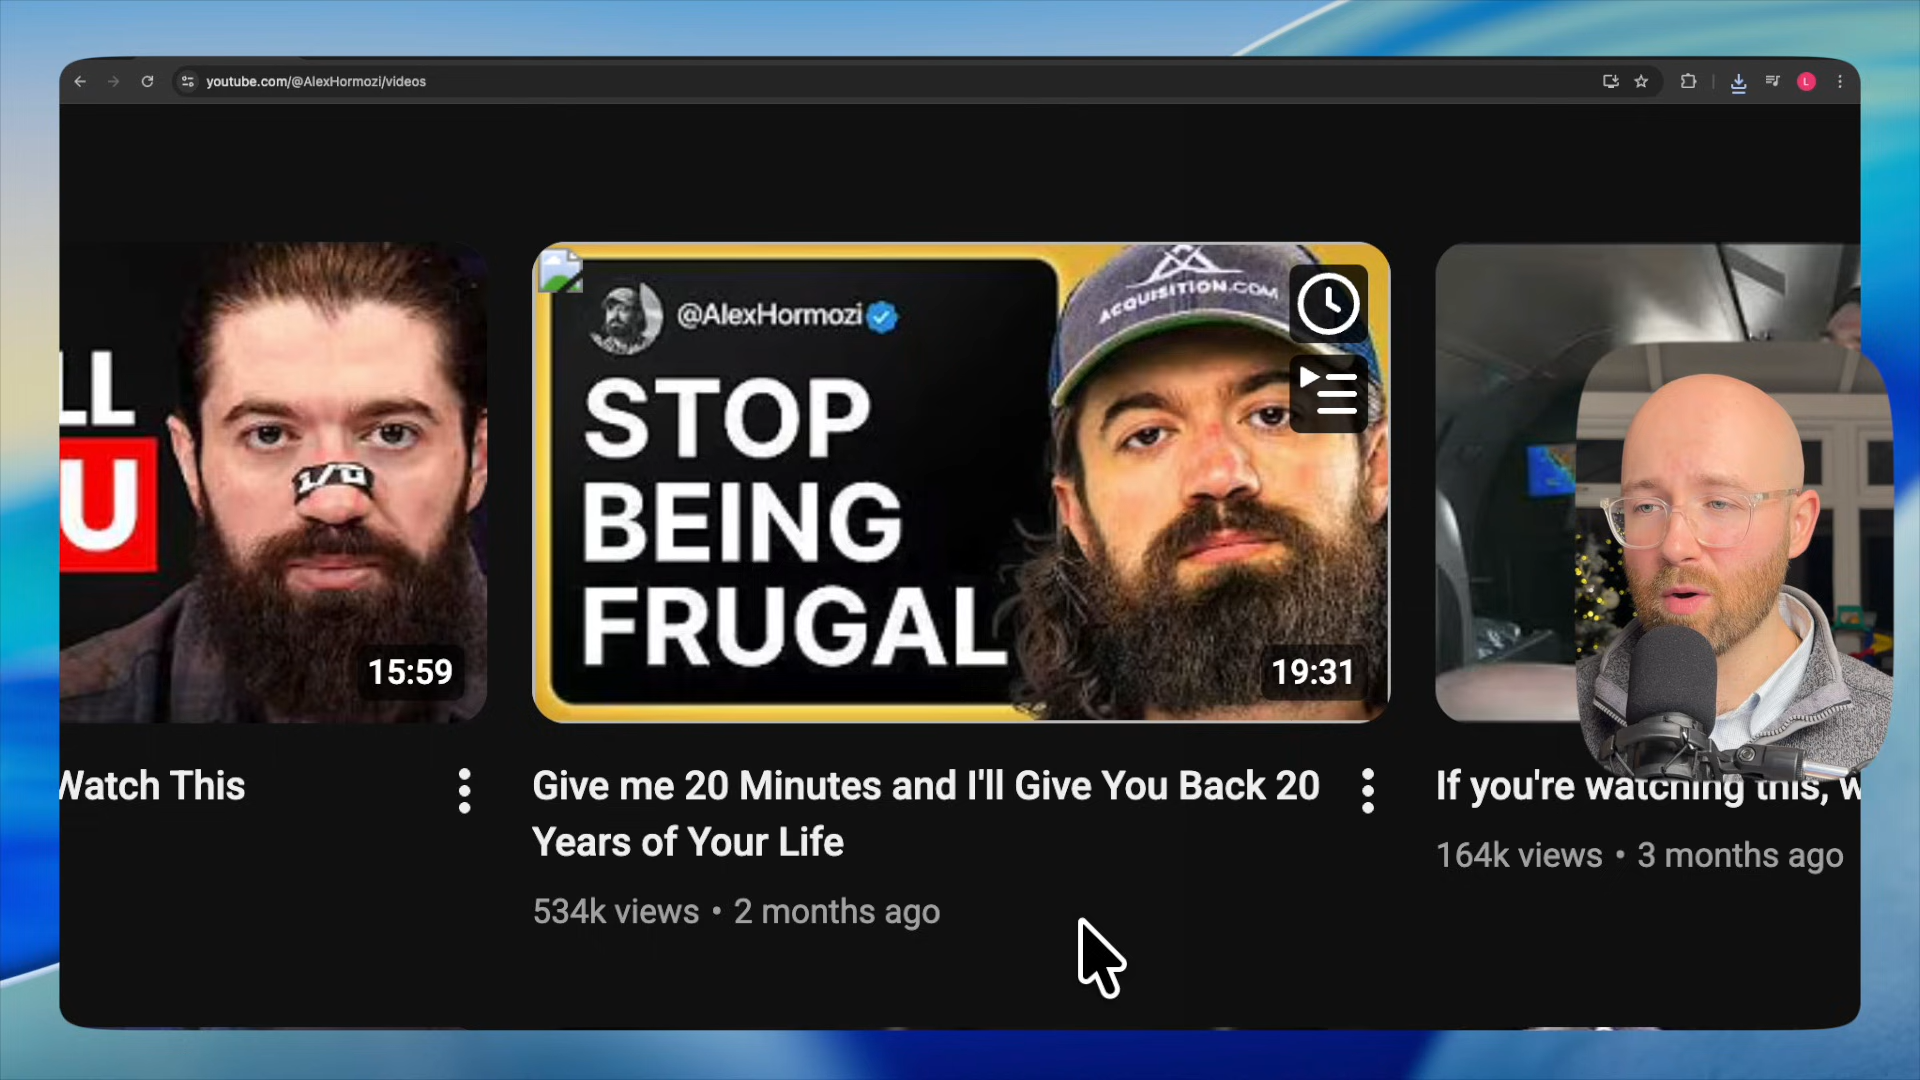 youtube.com/@AlexHormozi/videos
L
LL
U
1/0
15:59
Watch This
@AlexHormozi
STOP
BEING
FRUGAL
ACQUISITION.COM
19:31
Give me 20 Minutes and I'll Give You Back 20
Years of Your Life
534k views • 2 months ago
If you're watching this, w
164k views • 3 months ago